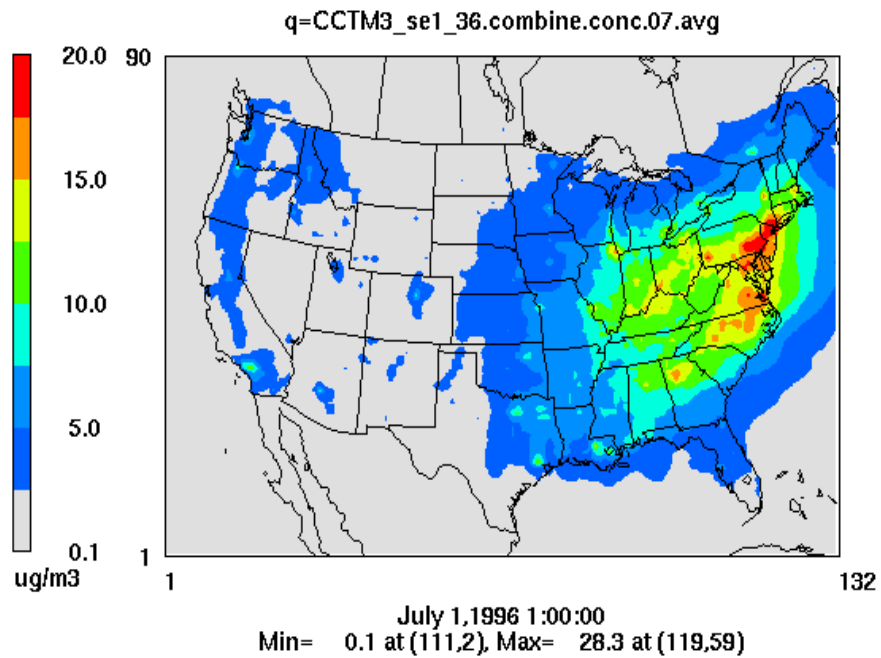 q=CCTM3_se1_36.combine.conc.07.avg
20.0
15.0
10.0
5.0
0.1
ug/m3
90
1
1
132
July 1,1996 1:00:00
Min= 0.1 at (111,2), Max= 28.3 at (119,59)